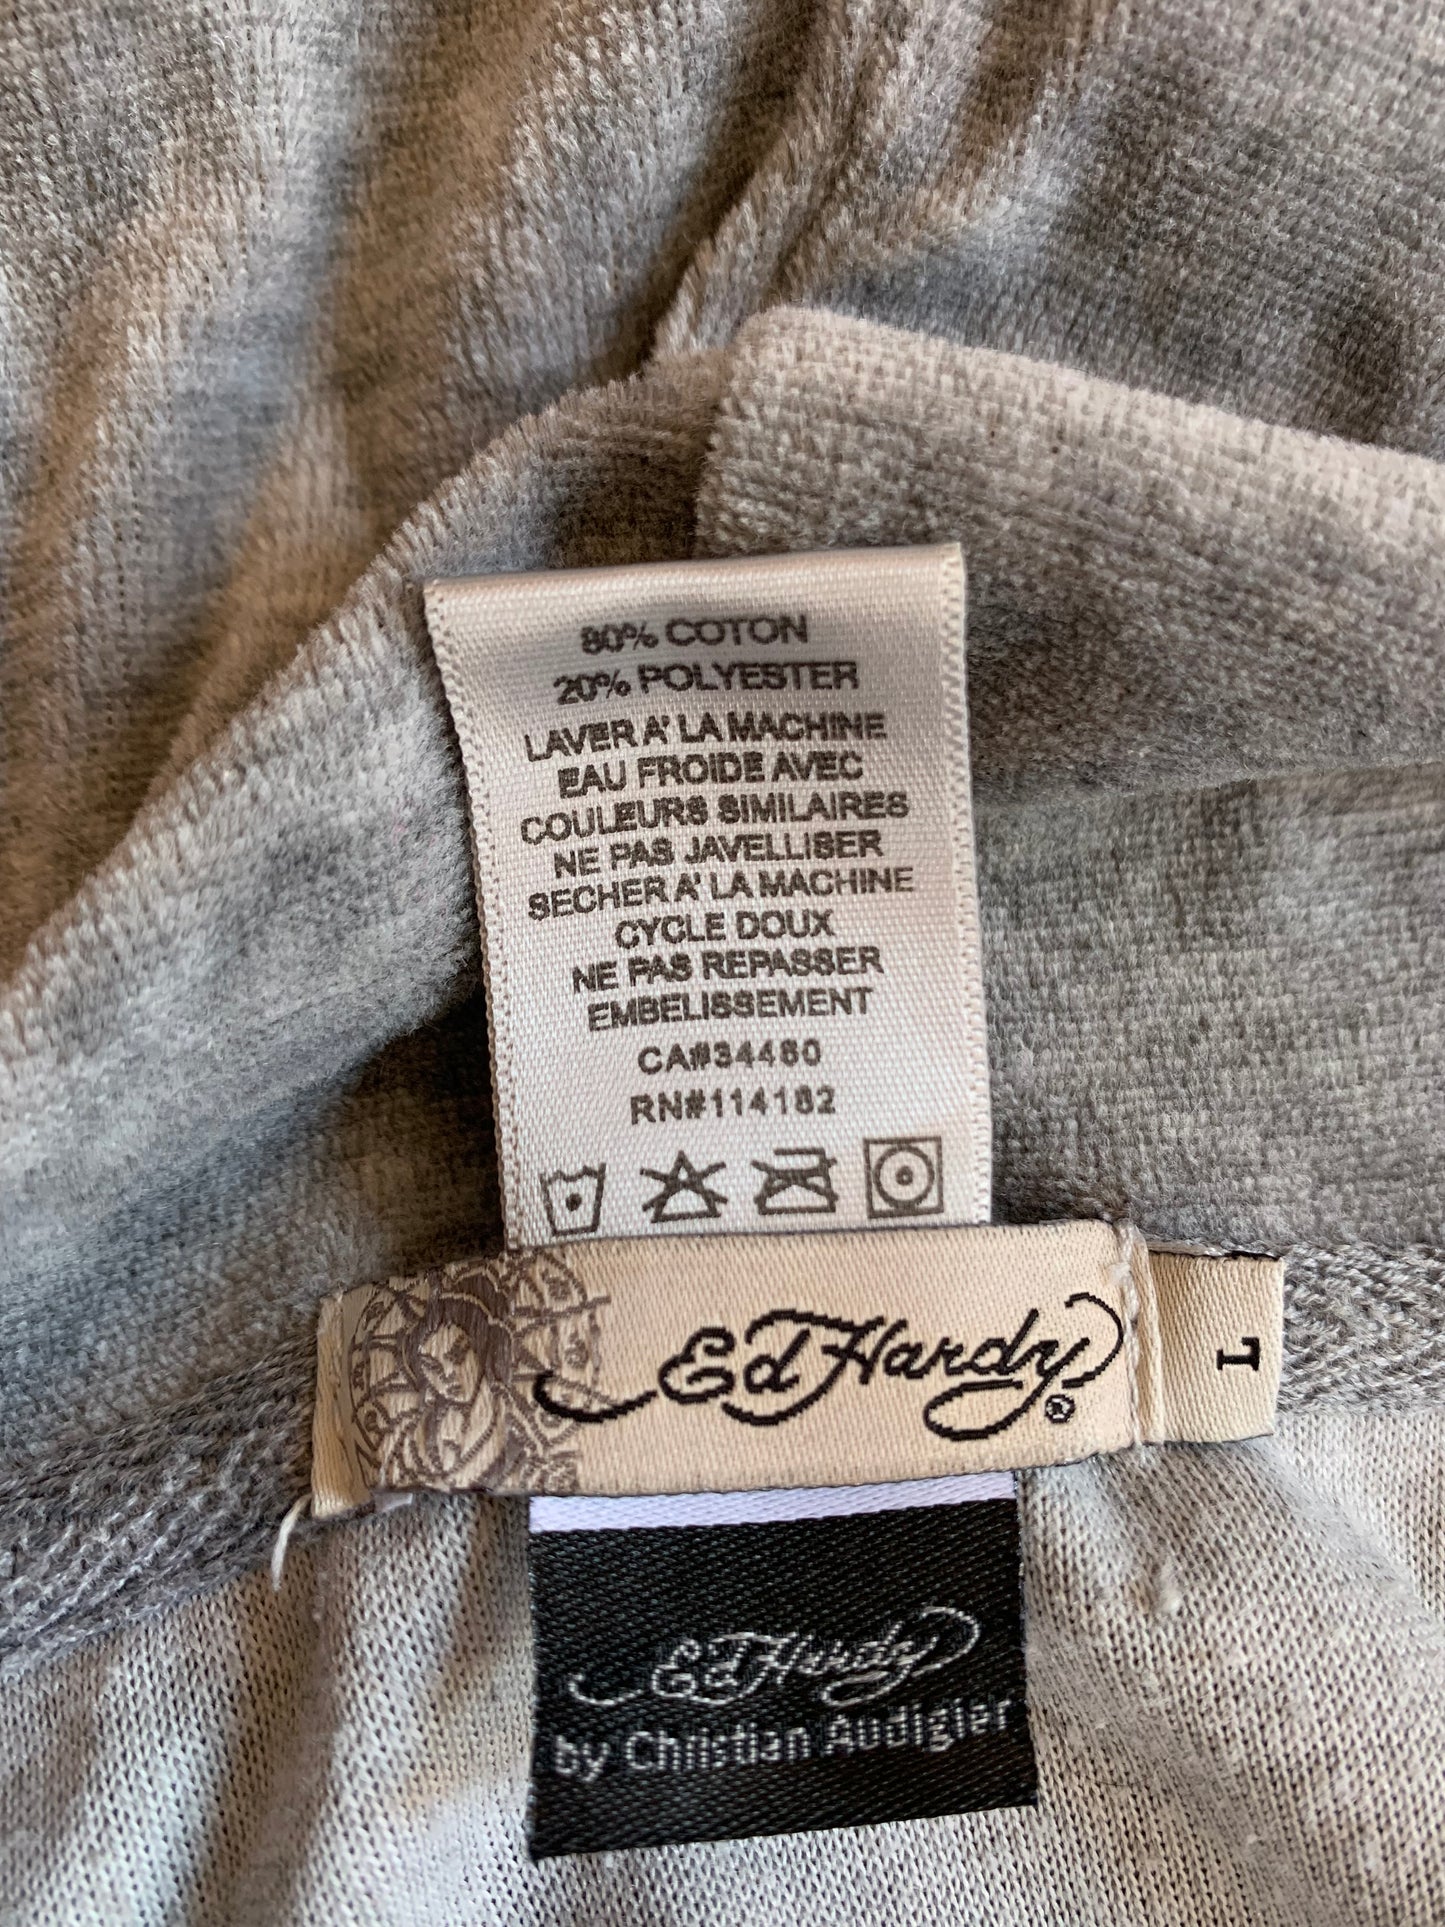 80% COTON
20% POLYESTER
LAVER A' LA MACHINE
EAU FROIDE AVEC
COULEURS SIMILAIRES
NE PAS JAVELLISER
SECHER A' LA MACHINE
CYCLE DOUX
NE PAS REPASSER
EMBELISSEMENT
CA#34480
RN#114182
Ed Hardy®
L
Ed Hardy
by Christian Audigier